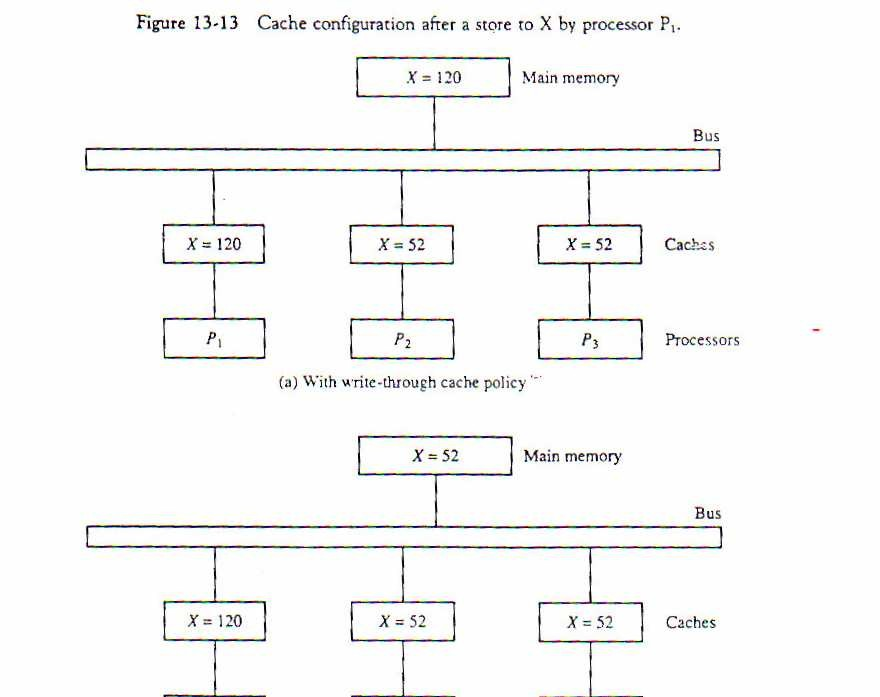 Figure 13-13 Cache configuration after a store to X by processor P₁.
X = 120 Main memory
Bus
X = 120 X = 52 X = 52 Caches
P₁ P₂ P₃ Processors
(a) With write-through cache policy
X = 52 Main memory
Bus
X = 120 X = 52 X = 52 Caches